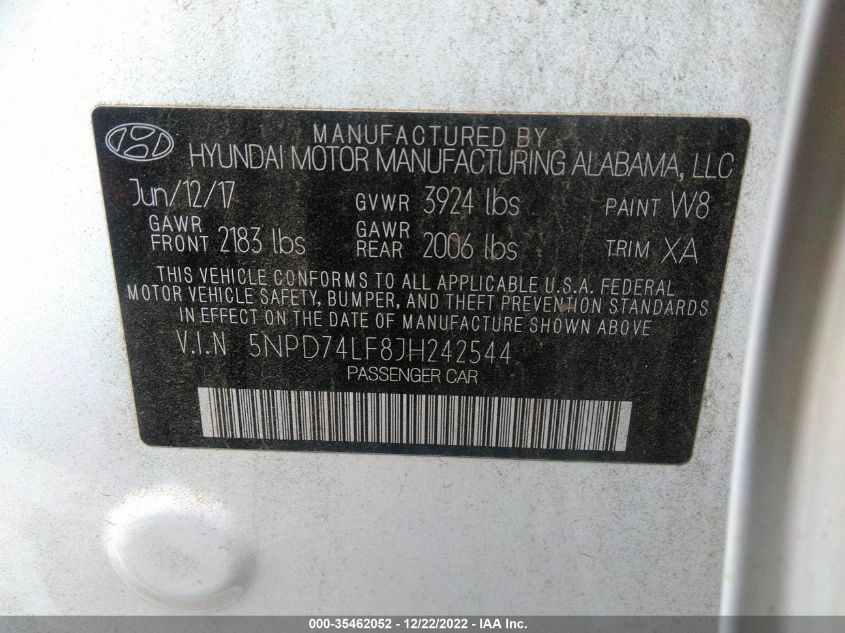 MANUFACTURED BY
HYUNDAI MOTOR MANUFACTURING ALABAMA, LLC
Jun/12/17 GVWR 3924 lbs PAINT W8
GAWR FRONT 2183 lbs GAWR REAR 2006 lbs TRIM XA
THIS VEHICLE CONFORMS TO ALL APPLICABLE U.S.A. FEDERAL
MOTOR VEHICLE SAFETY, BUMPER, AND THEFT PREVENTION STANDARDS
IN EFFECT ON THE DATE OF MANUFACTURE SHOWN ABOVE
V.I.N 5NPD74LF8JH242544
PASSENGER CAR
000-35462052 - 12/22/2022 - IAA Inc.